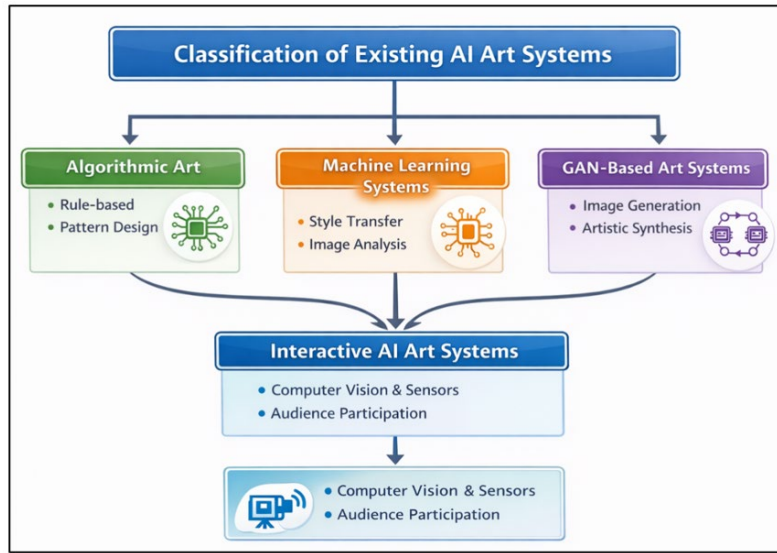 Classification of Existing AI Art Systems
Algorithmic Art
• Rule-based
• Pattern Design
Machine Learning
Systems
• Style Transfer
• Image Analysis
GAN-Based Art Systems
• Image Generation
• Artistic Synthesis
Interactive AI Art Systems
• Computer Vision & Sensors
• Audience Participation
• Computer Vision & Sensors
• Audience Participation